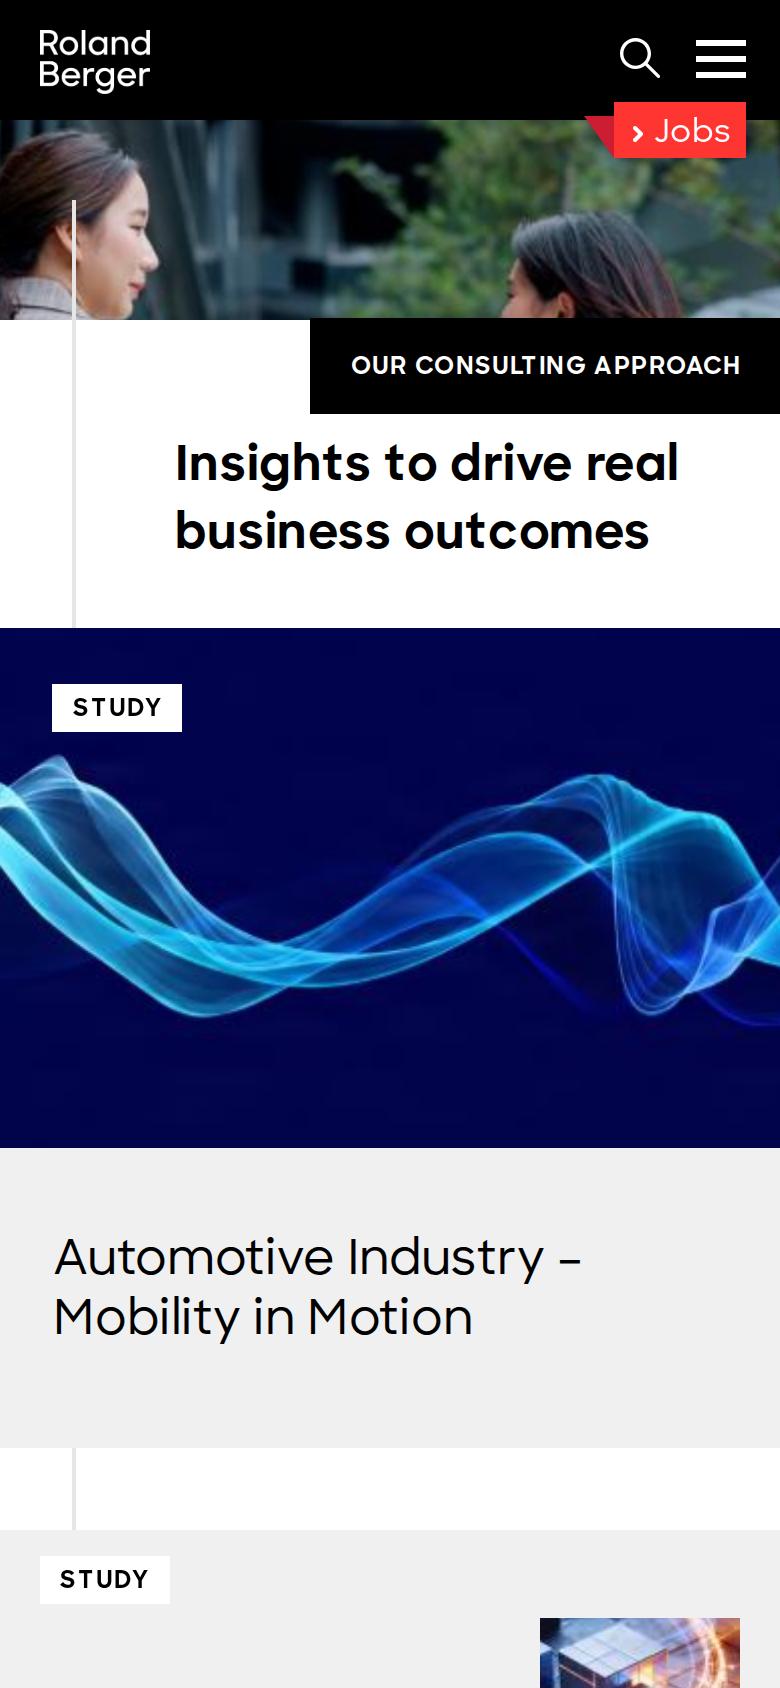 Roland
Berger
Jobs
OUR CONSULTING APPROACH
Insights to drive real
business outcomes
STUDY
Automotive Industry –
Mobility in Motion
STUDY